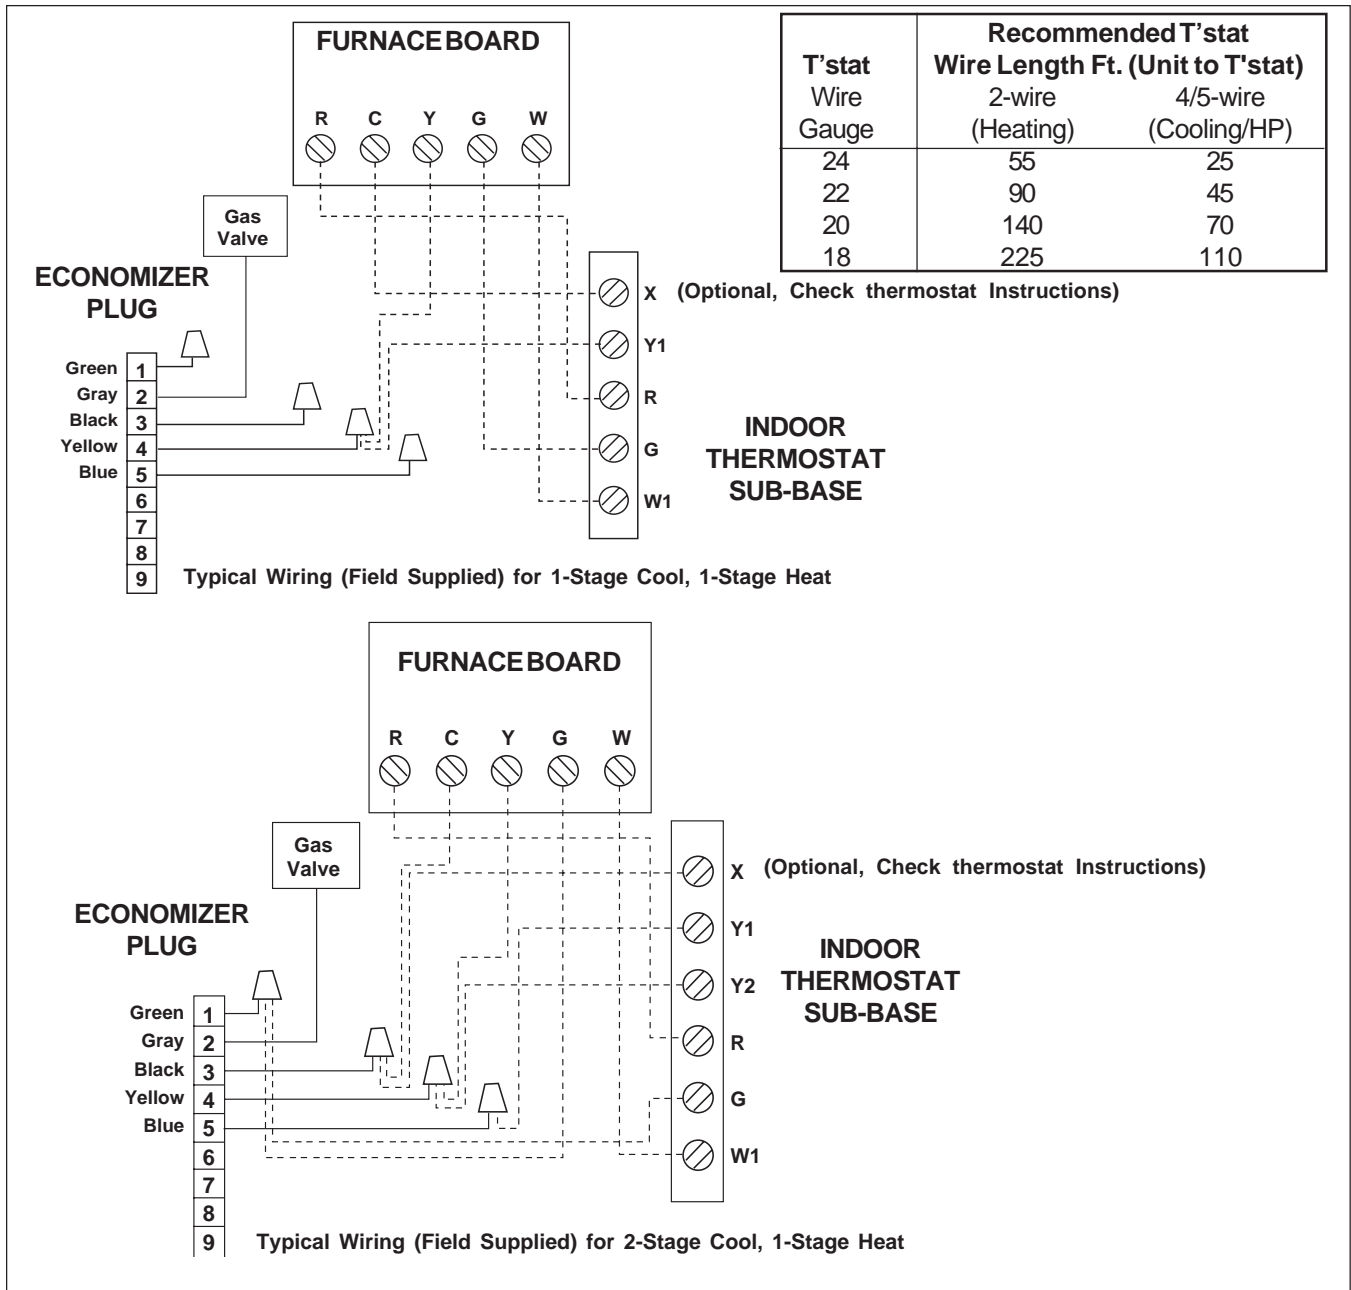 FURNACE BOARD
R C Y G W
T'stat
Wire
Gauge
Recommended T'stat
Wire Length Ft. (Unit to T'stat)
2-wire 4/5-wire
(Heating) (Cooling/HP)
24 55 25
22 90 45
20 140 70
18 225 110
Gas
Valve
ECONOMIZER
PLUG
Green 1
Gray 2
Black 3
Yellow 4
Blue 5
6
7
8
9
X (Optional, Check thermostat Instructions)
Y1
R
G
W1
INDOOR
THERMOSTAT
SUB-BASE
Typical Wiring (Field Supplied) for 1-Stage Cool, 1-Stage Heat
FURNACE BOARD
R C Y G W
Gas
Valve
ECONOMIZER
PLUG
Green 1
Gray 2
Black 3
Yellow 4
Blue 5
6
7
8
9
X (Optional, Check thermostat Instructions)
Y1
Y2
R
G
W1
INDOOR
THERMOSTAT
SUB-BASE
Typical Wiring (Field Supplied) for 2-Stage Cool, 1-Stage Heat